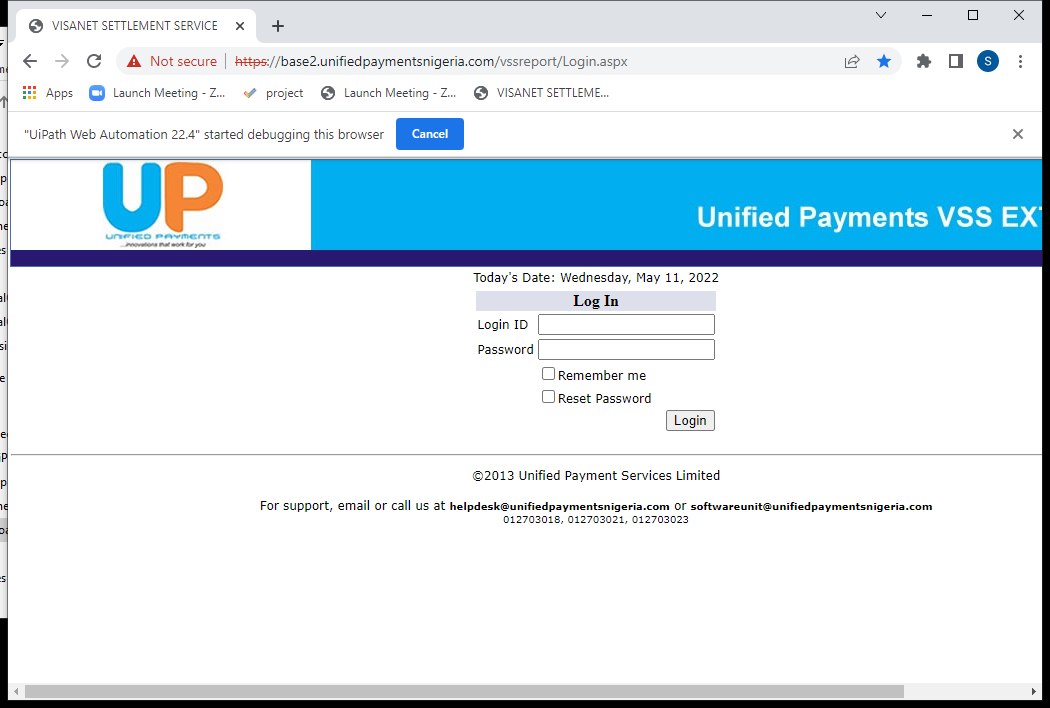 VISANET SETTLEMENT SERVICE
Not secure https://base2.unifiedpaymentsnigeria.com/vssreport/Login.aspx
S
Apps Launch Meeting - Z... project Launch Meeting - Z... VISANET SETTLEME...
"UiPath Web Automation 22.4" started debugging this browser Cancel
UP
UNIFIED PAYMENTS
...innovations that work for you
Unified Payments VSS EXT
Today's Date: Wednesday, May 11, 2022
Log In
Login ID
Password
Remember me
Reset Password
Login
©2013 Unified Payment Services Limited
For support, email or call us at helpdesk@unifiedpaymentsnigeria.com or softwareunit@unifiedpaymentsnigeria.com
012703018, 012703021, 012703023